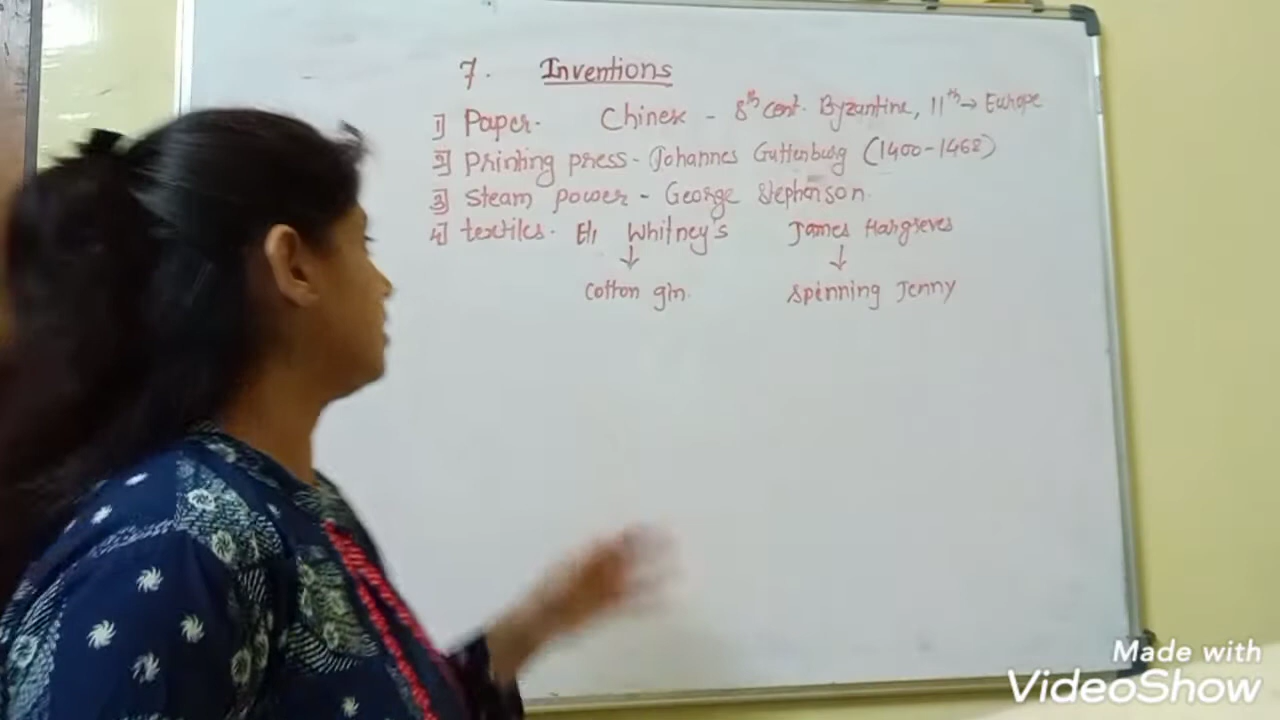 7. Inventions
1] Paper- Chinese - 8th cent. Byzantine, 11th → Europe
2] Printing press - Johannes Guttenburg (1400-1468)
3] Steam power - George Stephenson.
4] textiles - Eli Whitney's James Hargreves
↓ ↓
Cotton gin. Spinning Jenny
Made with
VideoShow